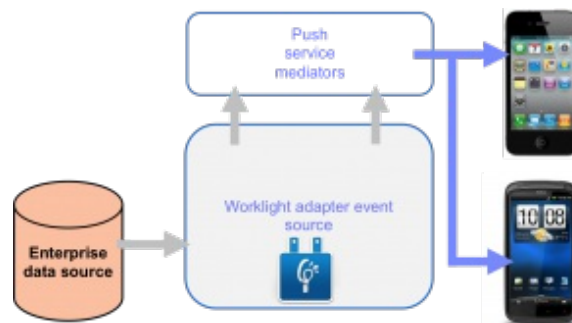 Push
service
mediators
Worklight adapter event
source
Enterprise
data source
10 08